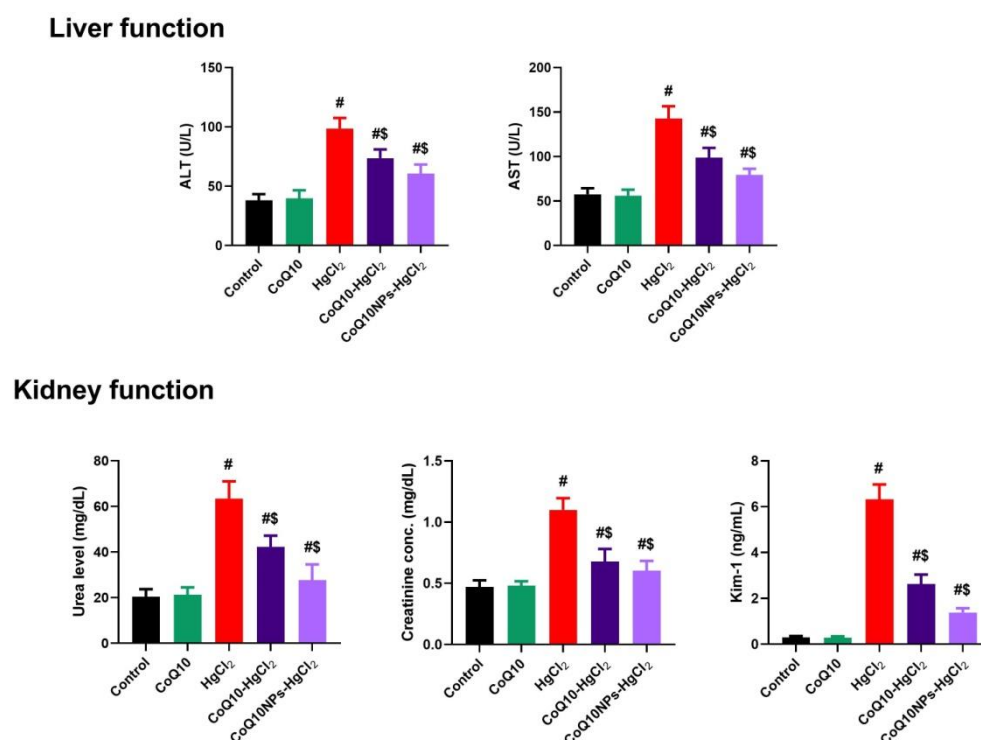 Liver function
ALT (U/L)
150
100
50
0
#
#$
#$
Control
CoQ10
HgCl₂
CoQ10-HgCl₂
CoQ10NPs-HgCl₂
AST (U/L)
200
150
100
50
0
#
#$
#$
Control
CoQ10
HgCl₂
CoQ10-HgCl₂
CoQ10NPs-HgCl₂
Kidney function
Urea level (mg/dL)
80
60
40
20
0
#
#$
#$
Control
CoQ10
HgCl₂
CoQ10-HgCl₂
CoQ10NPs-HgCl₂
Creatinine conc. (mg/dL)
1.5
1.0
0.5
0.0
#
#$
#$
Control
CoQ10
HgCl₂
CoQ10-HgCl₂
CoQ10NPs-HgCl₂
Kim-1 (ng/mL)
8
6
4
2
0
#
#$
#$
Control
CoQ10
HgCl₂
CoQ10-HgCl₂
CoQ10NPs-HgCl₂